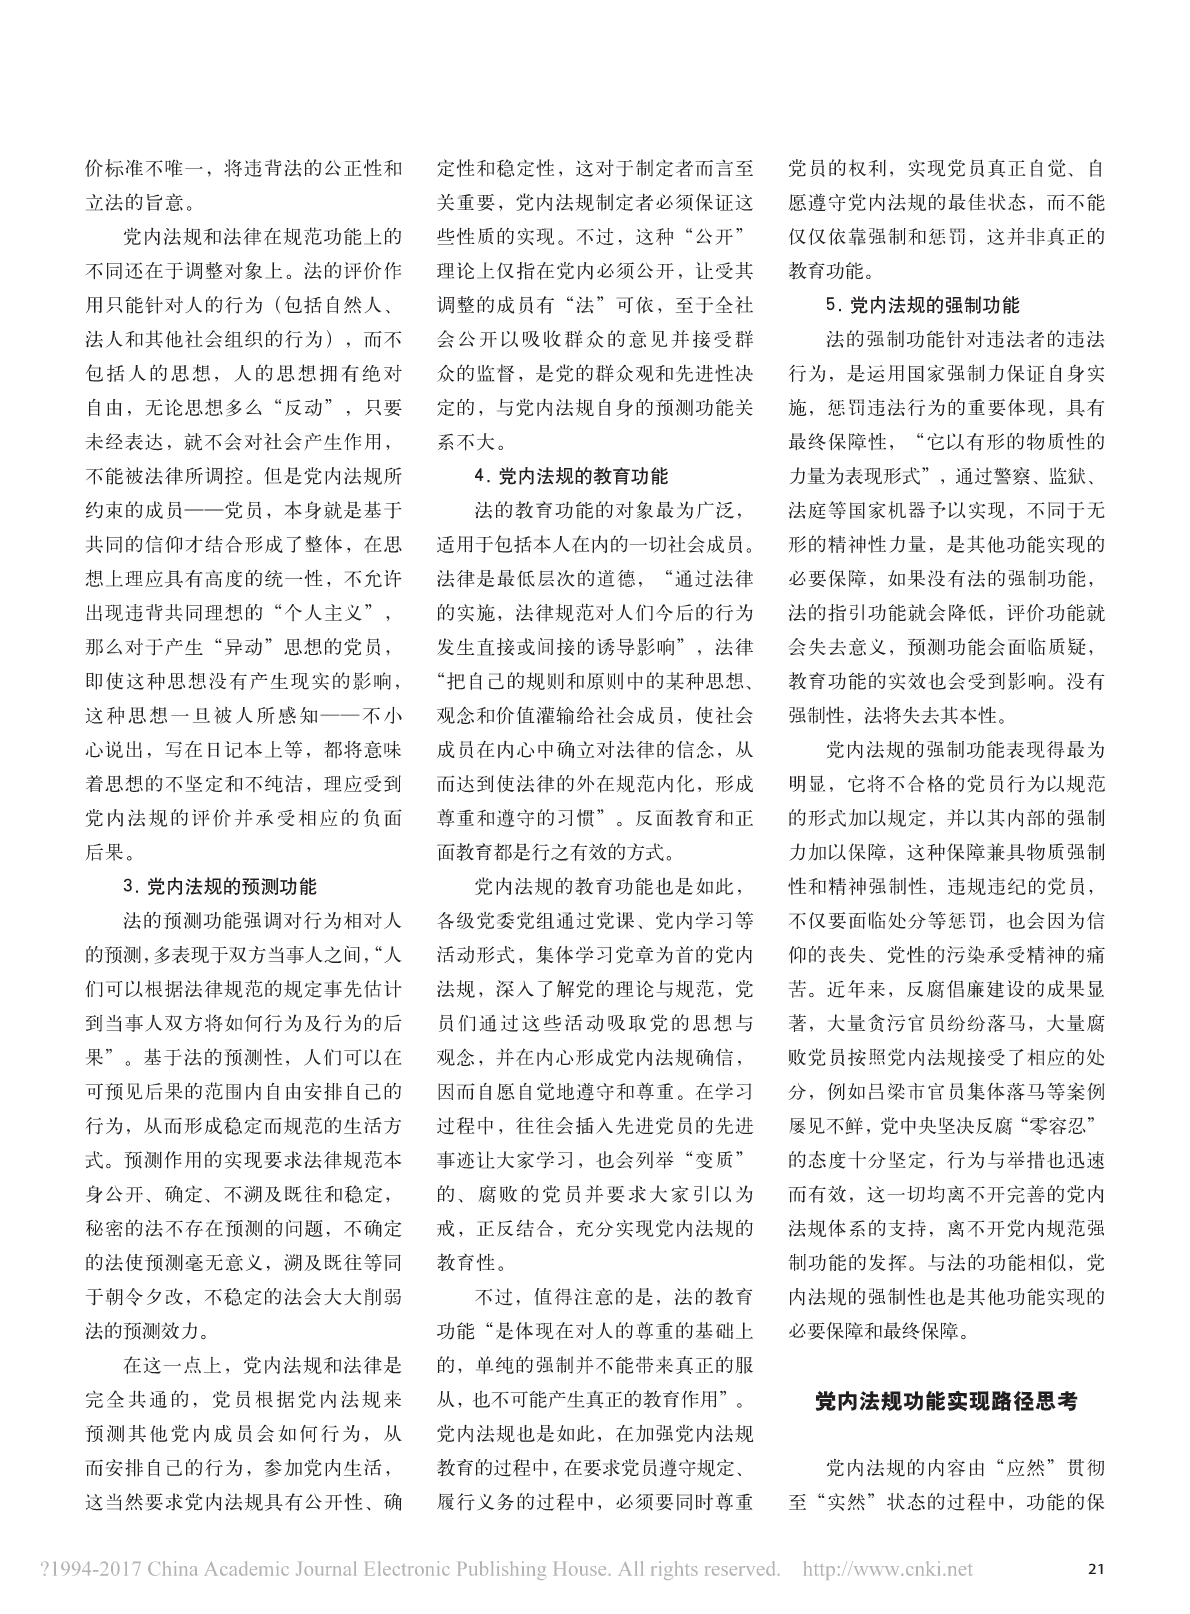 价标准不唯一，将违背法的公正性和
立法的旨意。
党内法规和法律在规范功能上的
不同还在于调整对象上。法的评价作
用只能针对人的行为（包括自然人、
法人和其他社会组织的行为），而不
包括人的思想，人的思想拥有绝对
自由，无论思想多么“反动”，只要
未经表达，就不会对社会产生作用，
不能被法律所调控。但是党内法规所
约束的成员——党员，本身就是基于
共同的信仰才结合形成了整体，在思
想上理应具有高度的统一性，不允许
出现违背共同理想的“个人主义”，
那么对于产生“异动”思想的党员，
即使这种思想没有产生现实的影响，
这种思想一旦被人所感知——不小
心说出，写在日记本上等，都将意味
着思想的不坚定和不纯洁，理应受到
党内法规的评价并承受相应的负面
后果。
3. 党内法规的预测功能
法的预测功能强调对行为相对人
的预测，多表现于双方当事人之间，“人
们可以根据法律规范的规定事先估计
到当事人双方将如何行为及行为的后
果”。基于法的预测性，人们可以在
可预见后果的范围内自由安排自己的
行为，从而形成稳定而规范的生活方
式。预测作用的实现要求法律规范本
身公开、确定、不溯及既往和稳定，
秘密的法不存在预测的问题，不确定
的法使预测毫无意义，溯及既往等同
于朝令夕改，不稳定的法会大大削弱
法的预测效力。
在这一点上，党内法规和法律是
完全共通的，党员根据党内法规来
预测其他党内成员会如何行为，从
而安排自己的行为，参加党内生活，
这当然要求党内法规具有公开性、确
定性和稳定性，这对于制定者而言至
关重要，党内法规制定者必须保证这
些性质的实现。不过，这种“公开”
理论上仅指在党内必须公开，让受其
调整的成员有“法”可依，至于全社
会公开以吸收群众的意见并接受群
众的监督，是党的群众观和先进性决
定的，与党内法规自身的预测功能关
系不大。
4. 党内法规的教育功能
法的教育功能的对象最为广泛，
适用于包括本人在内的一切社会成员。
法律是最低层次的道德，“通过法律
的实施，法律规范对人们今后的行为
发生直接或间接的诱导影响”，法律
“把自己的规则和原则中的某种思想、
观念和价值灌输给社会成员，使社会
成员在内心中确立对法律的信念，从
而达到使法律的外在规范内化，形成
尊重和遵守的习惯”。反面教育和正
面教育都是行之有效的方式。
党内法规的教育功能也是如此，
各级党委党组通过党课、党内学习等
活动形式，集体学习党章为首的党内
法规，深入了解党的理论与规范，党
员们通过这些活动吸取党的思想与
观念，并在内心形成党内法规确信，
因而自愿自觉地遵守和尊重。在学习
过程中，往往会插入先进党员的先进
事迹让大家学习，也会列举“变质”
的、腐败的党员并要求大家引以为
戒，正反结合，充分实现党内法规的
教育性。
不过，值得注意的是，法的教育
功能“是体现在对人的尊重的基础上
的，单纯的强制并不能带来真正的服
从，也不可能产生真正的教育作用”。
党内法规也是如此，在加强党内法规
教育的过程中，在要求党员遵守规定、
履行义务的过程中，必须要同时尊重
党员的权利，实现党员真正自觉、自
愿遵守党内法规的最佳状态，而不能
仅仅依靠强制和惩罚，这并非真正的
教育功能。
5. 党内法规的强制功能
法的强制功能针对违法者的违法
行为，是运用国家强制力保证自身实
施，惩罚违法行为的重要体现，具有
最终保障性，“它以有形的物质性的
力量为表现形式”，通过警察、监狱、
法庭等国家机器予以实现，不同于无
形的精神性力量，是其他功能实现的
必要保障，如果没有法的强制功能，
法的指引功能就会降低，评价功能就
会失去意义，预测功能会面临质疑，
教育功能的实效也会受到影响。没有
强制性，法将失去其本性。
党内法规的强制功能表现得最为
明显，它将不合格的党员行为以规范
的形式加以规定，并以其内部的强制
力加以保障，这种保障兼具物质强制
性和精神强制性，违规违纪的党员，
不仅要面临处分等惩罚，也会因为信
仰的丧失、党性的污染承受精神的痛
苦。近年来，反腐倡廉建设的成果显
著，大量贪污官员纷纷落马，大量腐
败党员按照党内法规接受了相应的处
分，例如吕梁市官员集体落马等案例
屡见不鲜，党中央坚决反腐“零容忍”
的态度十分坚定，行为与举措也迅速
而有效，这一切均离不开完善的党内
法规体系的支持，离不开党内规范强
制功能的发挥。与法的功能相似，党
内法规的强制性也是其他功能实现的
必要保障和最终保障。
党内法规功能实现路径思考
党内法规的内容由“应然”贯彻
至“实然”状态的过程中，功能的保
?1994-2017 China Academic Journal Electronic Publishing House. All rights reserved. http://www.cnki.net
21